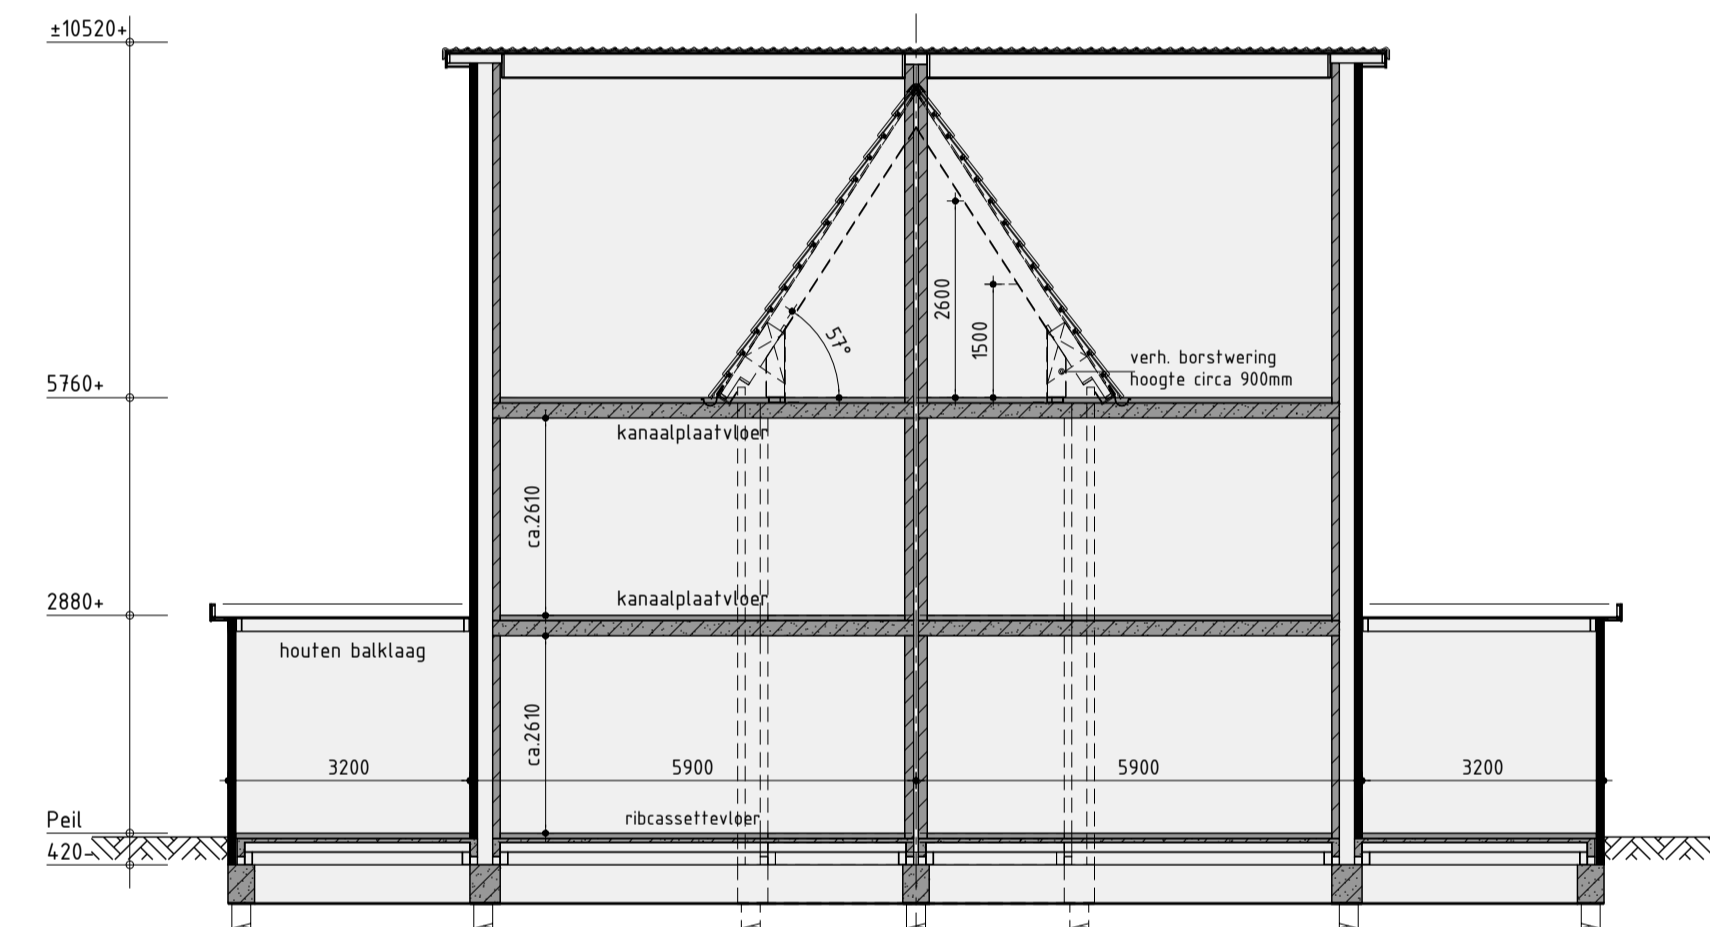 ±10520+
57°
2600
1500
verh. borstwering
hoogte circa 900mm
5760+
kanaalplaatvloer
ca.2610
2880+
kanaalplaatvloer
houten balklaag
ca.2610
3200
5900
5900
3200
Peil
ribcassettevloer
420-